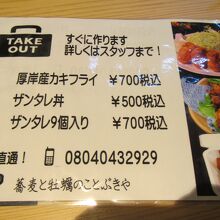 TAKE
OUT
すぐに作ります
詳しくはスタッフまで！
厚岸産カキフライ ¥700税込
ザンタレ丼 ¥500税込
ザンタレ9個入り ¥700税込
直通！ 08040432929
蕎麦と牡蠣のことぶきや